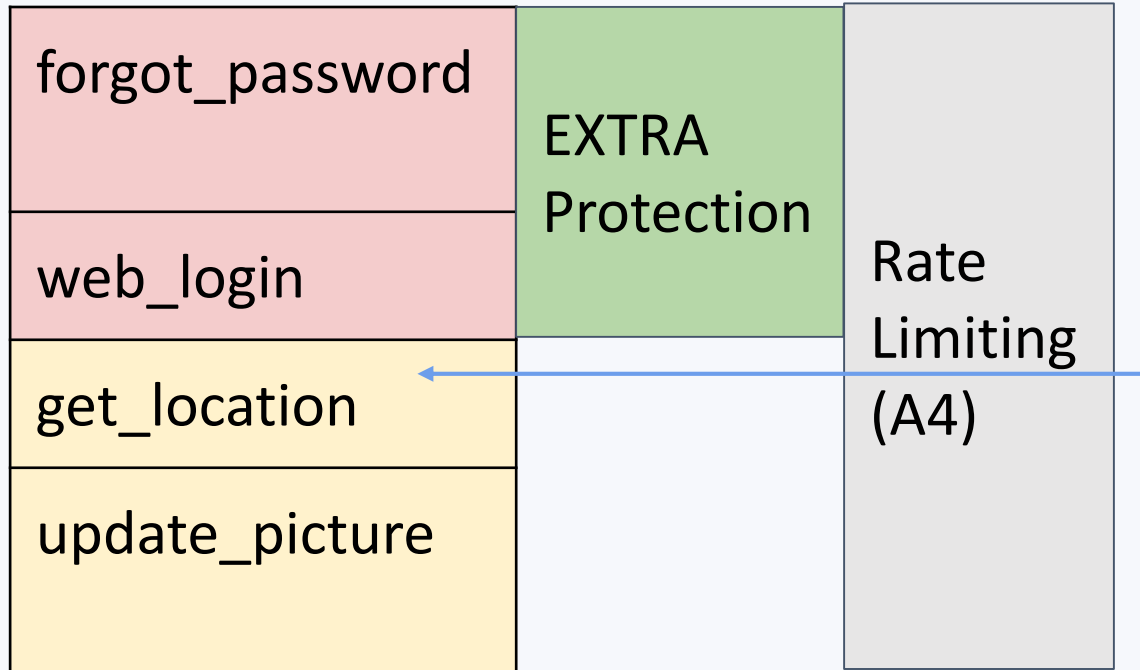 forgot_password
web_login
get_location
update_picture
EXTRA
Protection
Rate
Limiting
(A4)